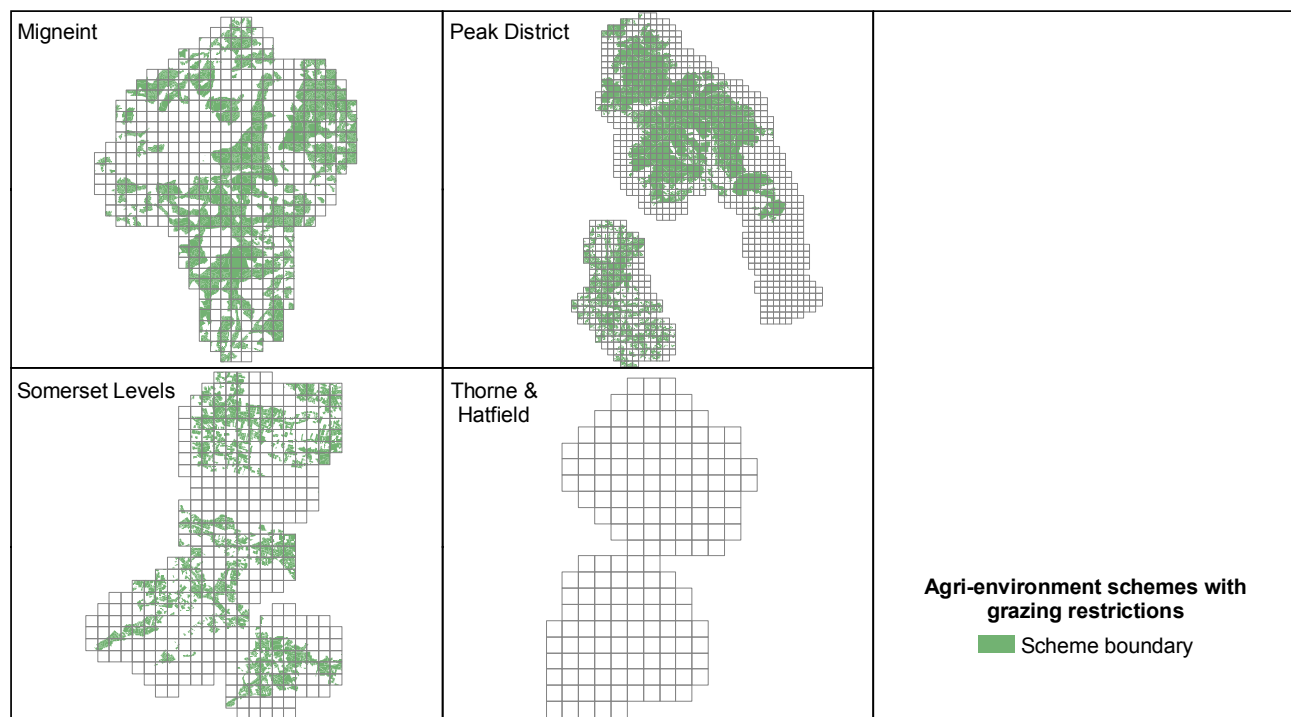 Migneint
Peak District
Somerset Levels
Thorne &
Hatfield
Agri-environment schemes with
grazing restrictions
Scheme boundary